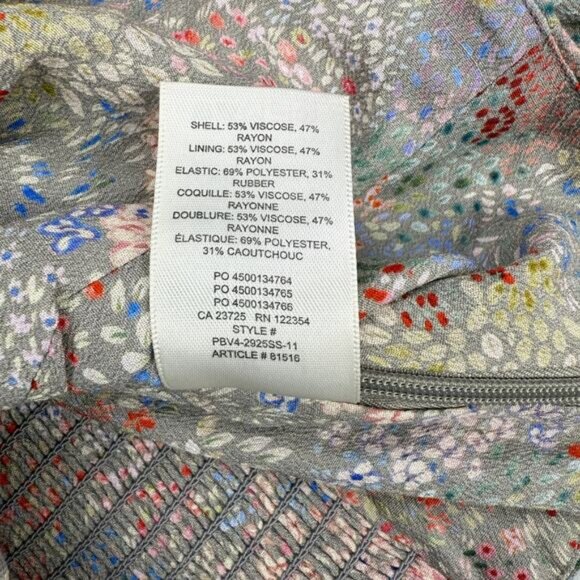 SHELL: 53% VISCOSE, 47%
RAYON
LINING: 53% VISCOSE, 47%
RAYON
ELASTIC: 69% POLYESTER, 31%
RUBBER
COQUILLE: 53% VISCOSE, 47%
RAYONNE
DOUBLURE: 53% VISCOSE, 47%
RAYONNE
ÉLASTIQUE: 69% POLYESTER,
31% CAOUTCHOUC
PO 4500134764
PO 4500134765
PO 4500134766
CA 23725 RN 122354
STYLE #
PBV4-2925SS-11
ARTICLE # 81516